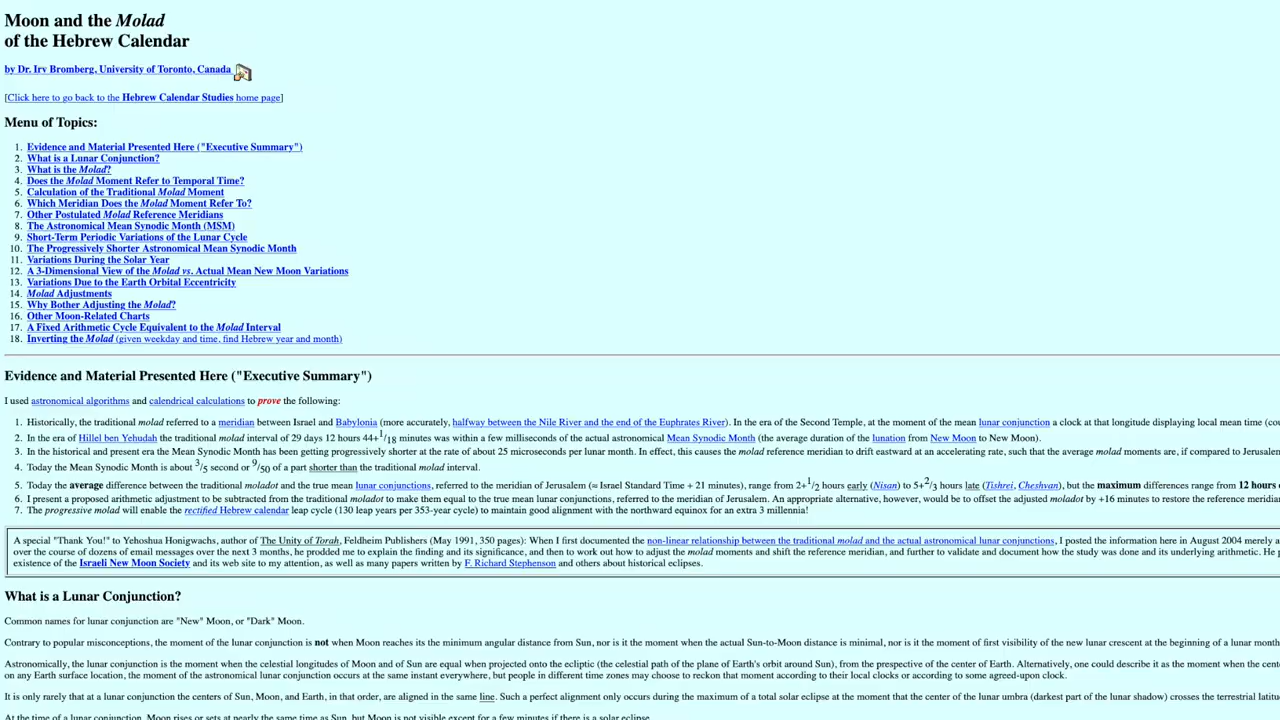 Moon and the Molad
of the Hebrew Calendar
by Dr. Irv Bromberg, University of Toronto, Canada
[Click here to go back to the Hebrew Calendar Studies home page]
Menu of Topics:
1. Evidence and Material Presented Here ("Executive Summary")
2. What is a Lunar Conjunction?
3. What is the Molad?
4. Does the Molad Moment Refer to Temporal Time?
5. Calculation of the Traditional Molad Moment
6. Which Meridian Does the Molad Moment Refer To?
7. Other Postulated Molad Reference Meridians
8. The Astronomical Mean Synodic Month (MSM)
9. Short-Term Periodic Variations of the Lunar Cycle
10. The Progressively Shorter Astronomical Mean Synodic Month
11. Variations During the Solar Year
12. A 3-Dimensional View of the Molad vs. Actual Mean New Moon Variations
13. Variations Due to the Earth Orbital Eccentricity
14. Molad Adjustments
15. Why Bother Adjusting the Molad?
16. Other Moon-Related Charts
17. A Fixed Arithmetic Cycle Equivalent to the Molad Interval
18. Inverting the Molad (given weekday and time, find Hebrew year and month)
Evidence and Material Presented Here ("Executive Summary")
I used astronomical algorithms and calendrical calculations to prove the following:
1. Historically, the traditional molad referred to a meridian between Israel and Babylonia (more accurately, halfway between the Nile River and the end of the Euphrates River). In the era of the Second Temple, at the moment of the mean lunar conjunction a clock at that longitude displaying local mean time (cou
2. In the era of Hillel ben Yehudah the traditional molad interval of 29 days 12 hours 44+1/18 minutes was within a few milliseconds of the actual astronomical Mean Synodic Month (the average duration of the lunation from New Moon to New Moon).
3. In the historical and present era the Mean Synodic Month has been getting progressively shorter at the rate of about 25 microseconds per lunar month. In effect, this causes the molad reference meridian to drift eastward at an accelerating rate, such that the average molad moments are, if compared to Jerusalem
4. Today the Mean Synodic Month is about 3/5 second or 9/50 of a part shorter than the traditional molad interval.
5. Today the average difference between the traditional moladot and the true mean lunar conjunctions, referred to the meridian of Jerusalem (≈ Israel Standard Time + 21 minutes), range from 2+1/2 hours early (Nisan) to 5+2/3 hours late (Tishrei, Cheshvan), but the maximum differences range from 12 hours
6. I present a proposed arithmetic adjustment to be subtracted from the traditional moladot to make them equal to the true mean lunar conjunctions, referred to the meridian of Jerusalem. An appropriate alternative, however, would be to offset the adjusted moladot by +16 minutes to restore the reference meridia
7. The progressive molad will enable the rectified Hebrew calendar leap cycle (130 leap years per 353-year cycle) to maintain good alignment with the northward equinox for an extra 3 millennia!
A special "Thank You!" to Yehoshua Honigwachs, author of The Unity of Torah, Feldheim Publishers (May 1991, 350 pages): When I first documented the non-linear relationship between the traditional molad and the actual astronomical lunar conjunctions, I posted the information here in August 2004 merely a
over the course of dozens of email messages over the next 3 months, he prodded me to explain the finding and its significance, and then to work out how to adjust the molad moments and shift the reference meridian, and further to validate and document how the study was done and its underlying arithmetic. He p
existence of the Israeli New Moon Society and its web site to my attention, as well as many papers written by F. Richard Stephenson and others about historical eclipses.
What is a Lunar Conjunction?
Common names for lunar conjunction are "New" Moon, or "Dark" Moon.
Contrary to popular misconceptions, the moment of the lunar conjunction is not when Moon reaches its minimum angular distance from Sun, nor is it the moment when the actual Sun-to-Moon distance is minimal, nor is it the moment of first visibility of the new lunar crescent at the beginning of a lunar month
Astronomically, the lunar conjunction is the moment when the celestial longitudes of Moon and of Sun are equal when projected onto the ecliptic (the celestial path of the plane of Earth's orbit around Sun), from the prespective of the center of Earth. Alternatively, one could describe it as the moment when the cent
on any Earth surface location, the moment of the astronomical lunar conjunction occurs at the same instant everywhere, but people in different time zones may choose to reckon that moment according to their local clocks or according to some agreed-upon clock.
It is only rarely that at a lunar conjunction the centers of Sun, Moon, and Earth, in that order, are aligned in the same line. Such a perfect alignment only occurs during the maximum of a total solar eclipse at the moment that the center of the lunar umbra (darkest part of the lunar shadow) crosses the terrestrial latitud
At the time of a lunar conjunction, Moon rises or sets at nearly the same time as Sun, but Moon is not visible except for a few minutes if there is a solar eclipse.